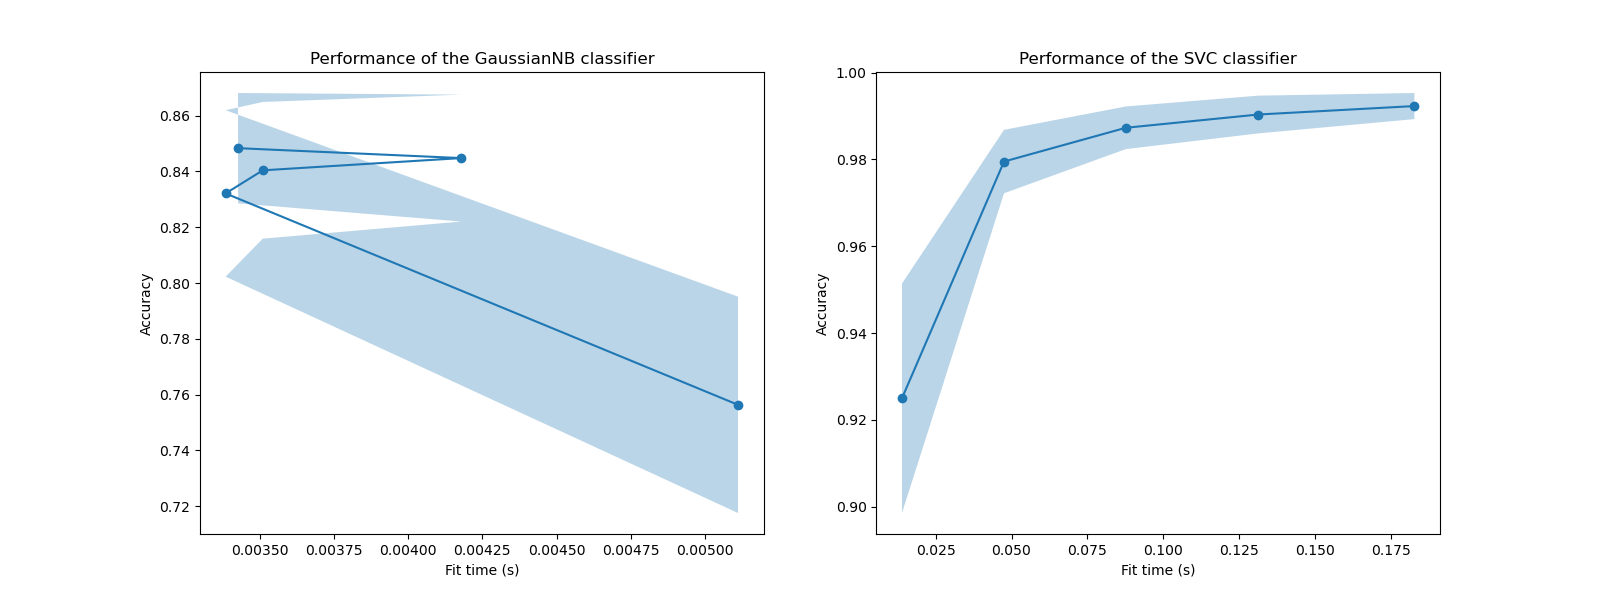 Performance of the GaussianNB classifier
0.86
0.84
0.82
0.80
0.78
0.76
0.74
0.72
Accuracy
0.00350 0.00375 0.00400 0.00425 0.00450 0.00475 0.00500
Fit time (s)
Performance of the SVC classifier
1.00
0.98
0.96
0.94
0.92
0.90
Accuracy
0.025 0.050 0.075 0.100 0.125 0.150 0.175
Fit time (s)